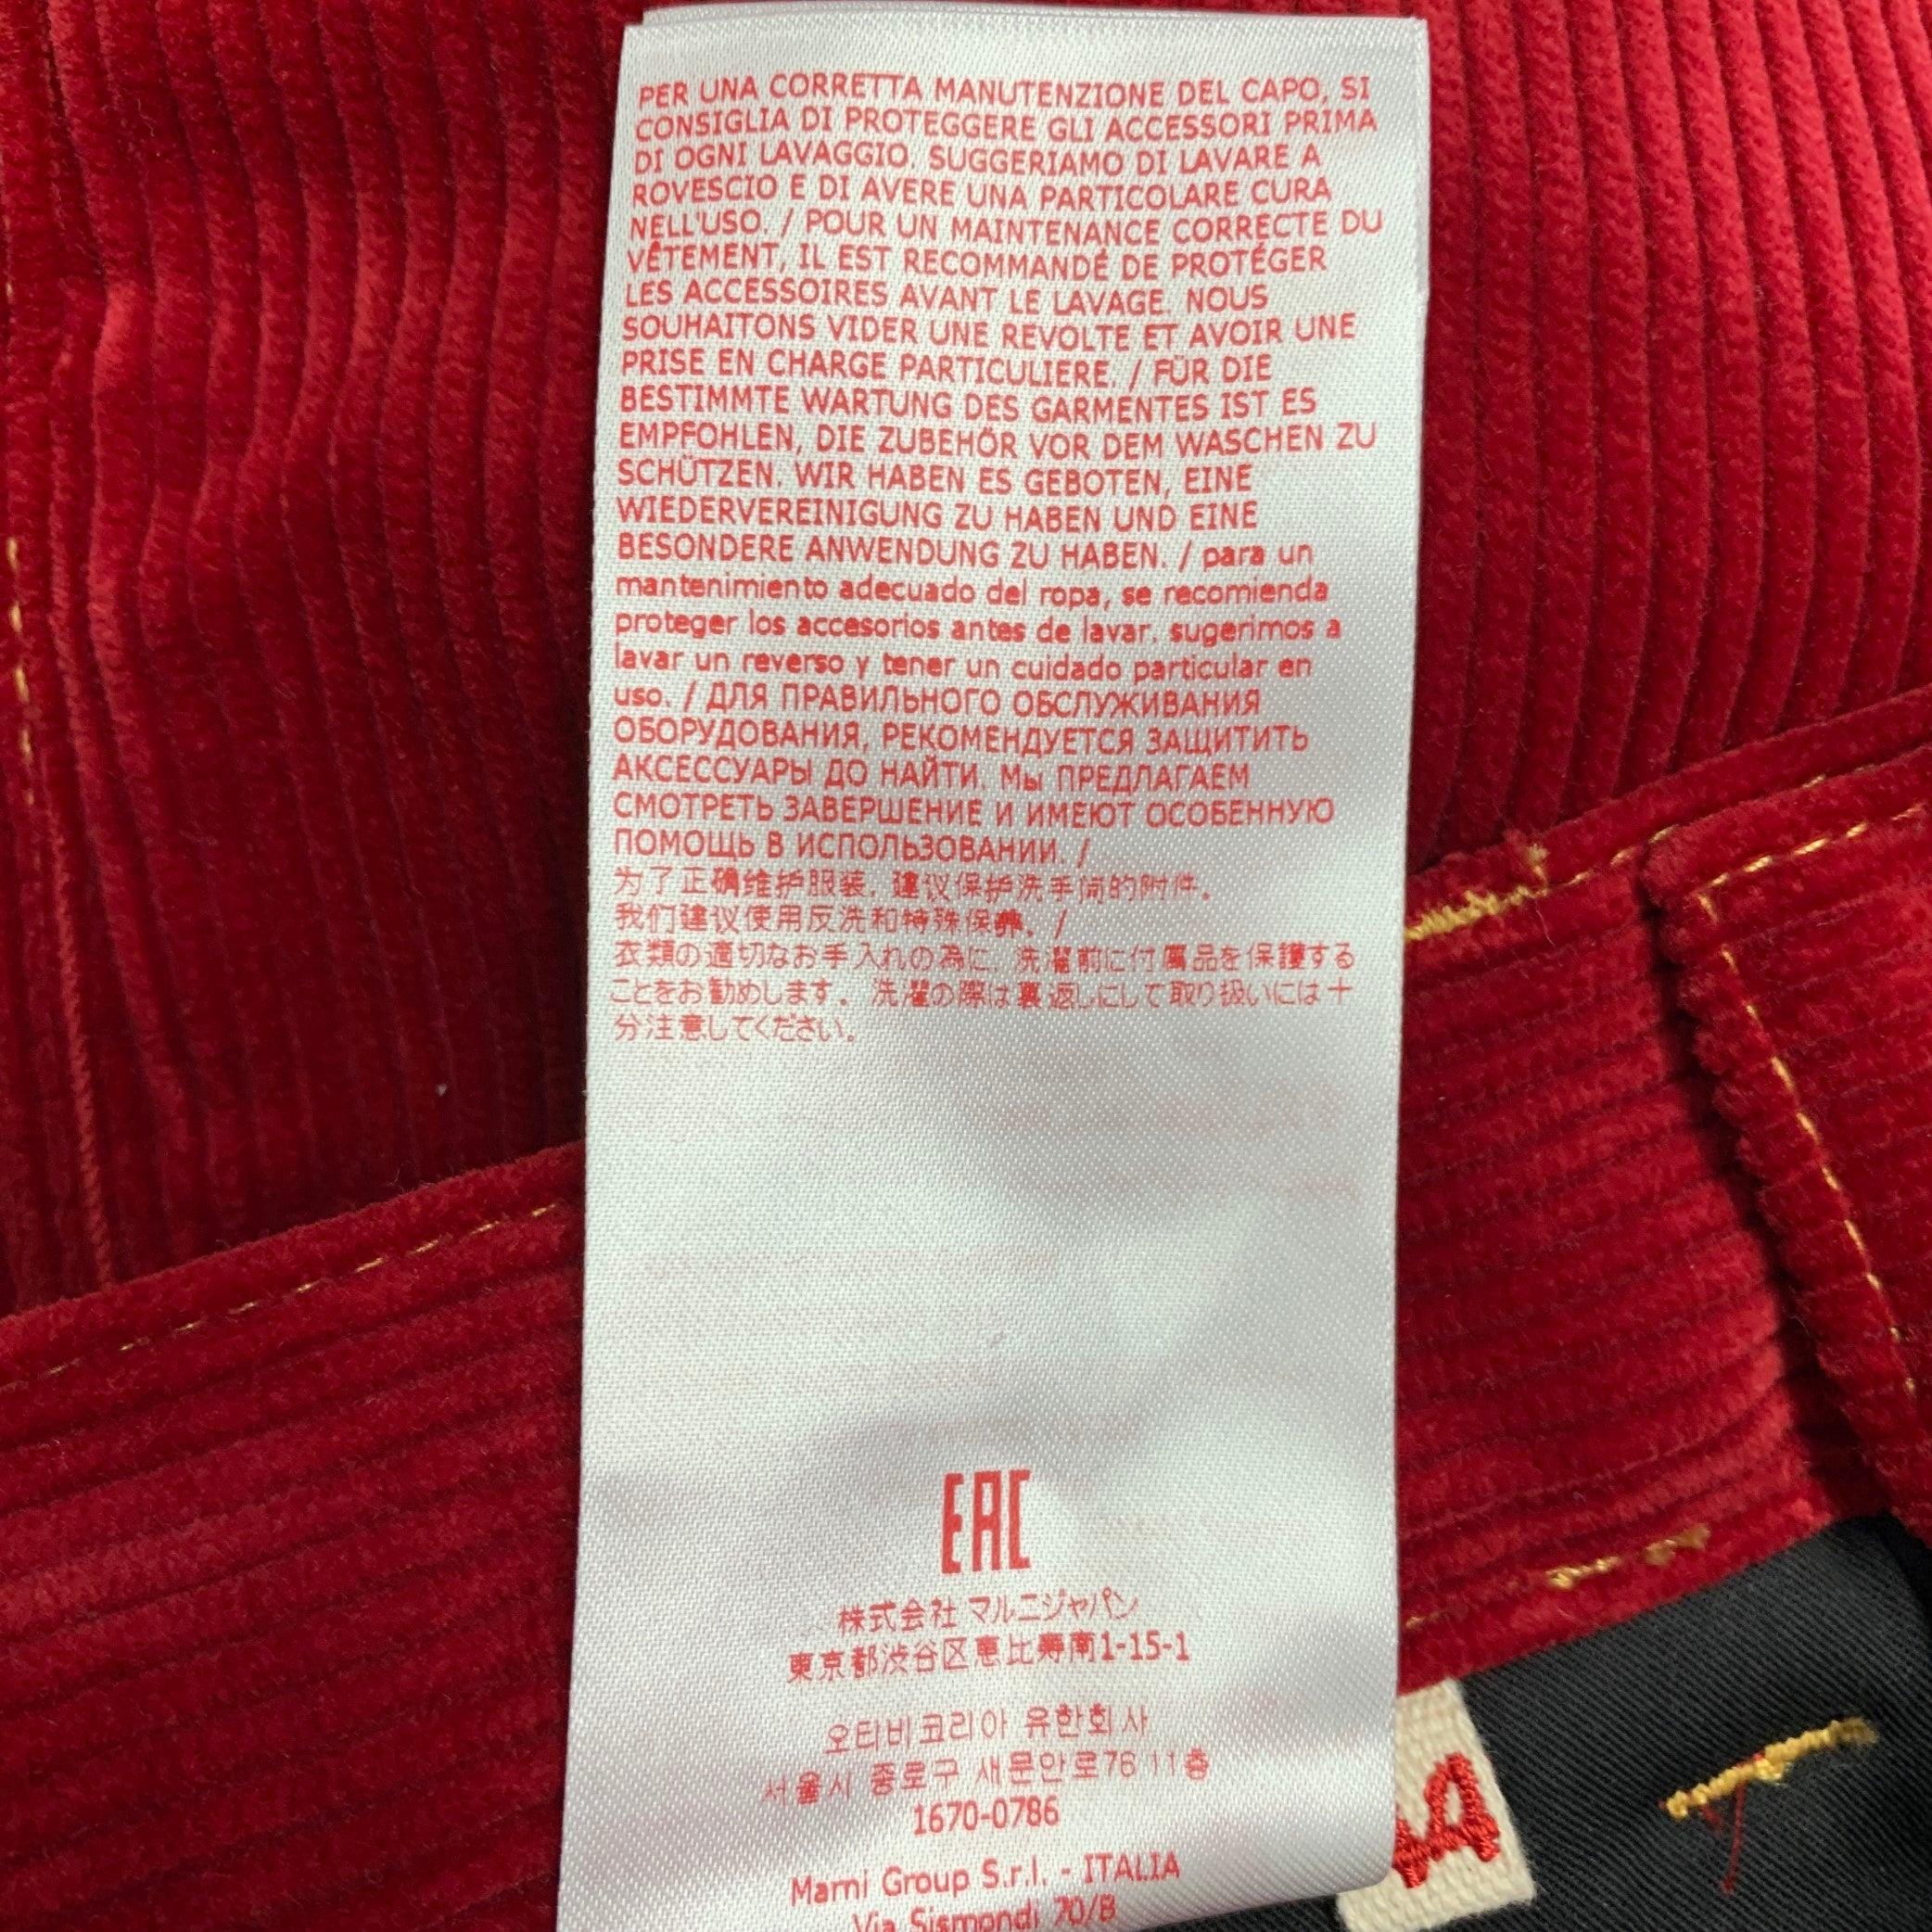 PER UNA CORRETTA MANUTENZIONE DEL CAPO, SI
CONSIGLIA DI PROTEGGERE GLI ACCESSORI PRIMA
DI OGNI LAVAGGIO. SUGGERIAMO DI LAVARE A
ROVESCIO E DI AVERE UNA PARTICOLARE CURA
NELL'USO. / POUR UN MAINTENANCE CORRECTE DU
VÊTEMENT, IL EST RECOMMANDÉ DE PROTÉGER
LES ACCESSOIRES AVANT LE LAVAGE. NOUS
SOUHAITONS VIDER UNE REVOLTE ET AVOIR UNE
PRISE EN CHARGE PARTICULIERE. / FÜR DIE
BESTIMMTE WARTUNG DES GARMENTES IST ES
EMPFOHLEN, DIE ZUBEHÖR VOR DEM WASCHEN ZU
SCHÜTZEN. WIR HABEN ES GEBOTEN, EINE
WIEDERVEREINIGUNG ZU HABEN UND EINE
BESONDERE ANWENDUNG ZU HABEN. / para un
mantenimiento adecuado del ropa, se recomienda
proteger los accesorios antes de lavar. sugerimos a
lavar un reverso y tener un cuidado particular en
uso. / ДЛЯ ПРАВИЛЬНОГО ОБСЛУЖИВАНИЯ
ОБОРУДОВАНИЯ, РЕКОМЕНДУЕТСЯ ЗАЩИТИТЬ
АКСЕССУАРЫ ДО НАЙТИ. Мы ПРЕДЛАГАЕМ
СМОТРЕТЬ ЗАВЕРШЕНИЕ И ИМЕЮТ ОСОБЕННУЮ
ПОМОЩЬ В ИСПОЛЬЗОВАНИИ. /
为了正确维护服装，建议保护洗手间的附件。
我们建议使用反洗和特殊保养。 /
衣類の適切なお手入れの為に、洗濯前に付属品を保護する
ことをお勧めします。 洗濯の際は裏返しにして取り扱いには十
分注意してください。
EAC
株式会社 マルニジャパン
東京都渋谷区恵比寿南1-15-1
오티비코리아 유한회사
서울시 종로구 새문안로76 11층
1670-0786
Marni Group S.r.l. - ITALIA
Via Sismondi 70/B